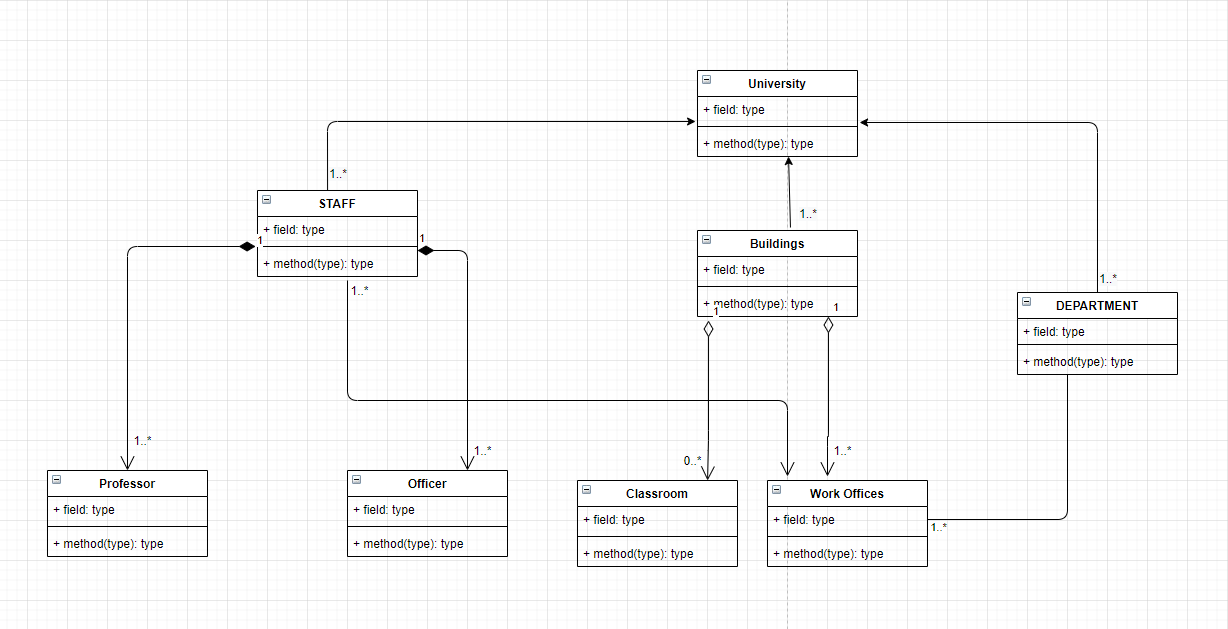 University
+ field: type
+ method(type): type
1..*
STAFF
+ field: type
+ method(type): type
1
1
1..*
1..*
Buildings
+ field: type
+ method(type): type
1
1
1..*
DEPARTMENT
+ field: type
+ method(type): type
1..*
Professor
+ field: type
+ method(type): type
1..*
Officer
+ field: type
+ method(type): type
0..*
Classroom
+ field: type
+ method(type): type
1..*
Work Offices
+ field: type
+ method(type): type
1..*